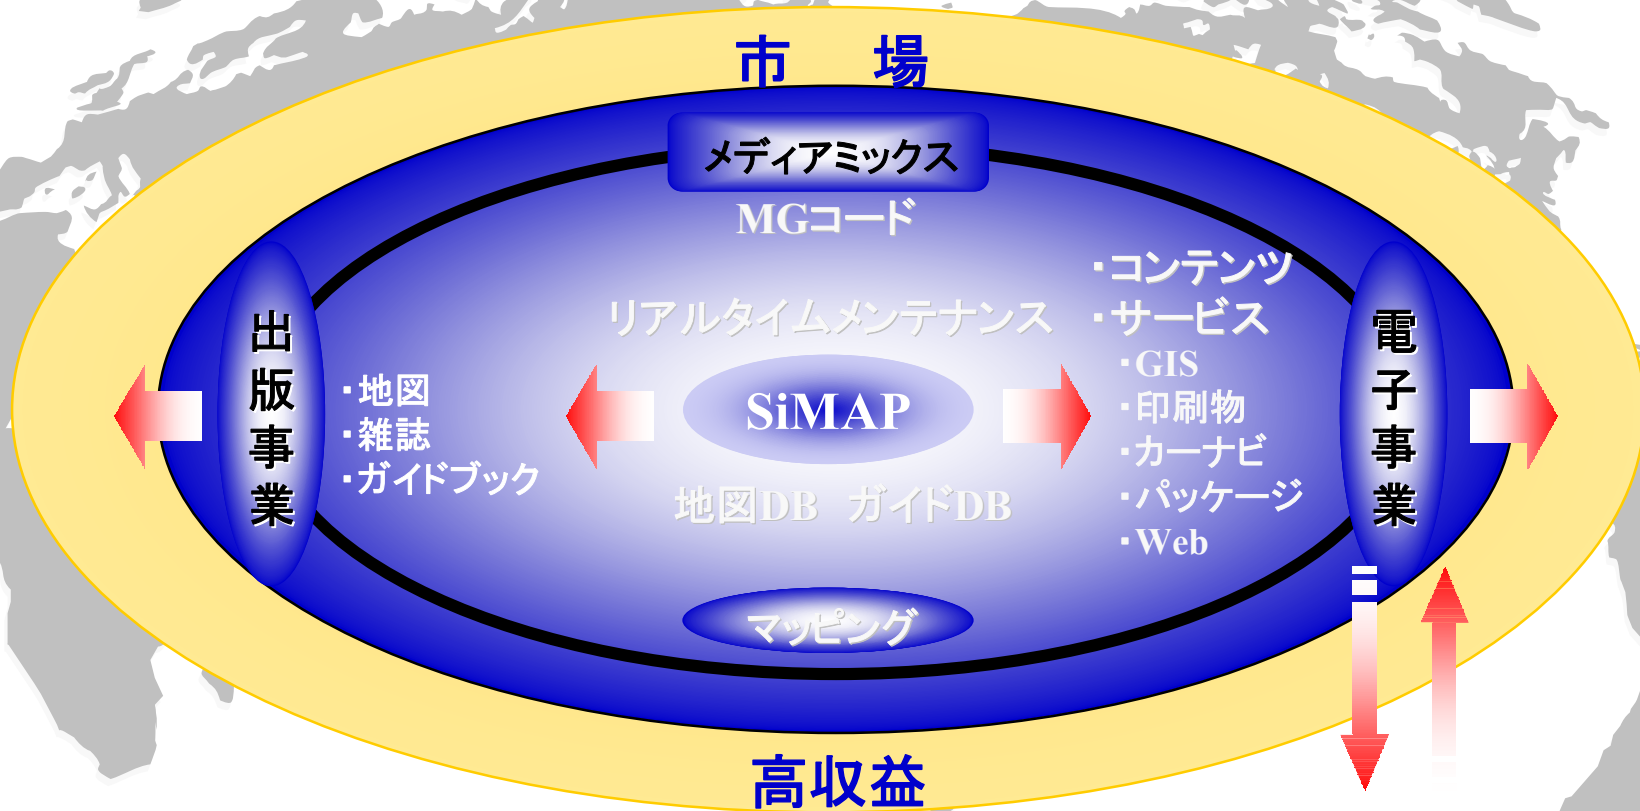 市　場
メディアミックス
MGコード
リアルタイムメンテナンス
SiMAP
地図DB　ガイドDB
マッピング
出版事業
・地図
・雑誌
・ガイドブック
・コンテンツ
・サービス
・GIS
・印刷物
・カーナビ
・パッケージ
・Web
電子事業
高収益